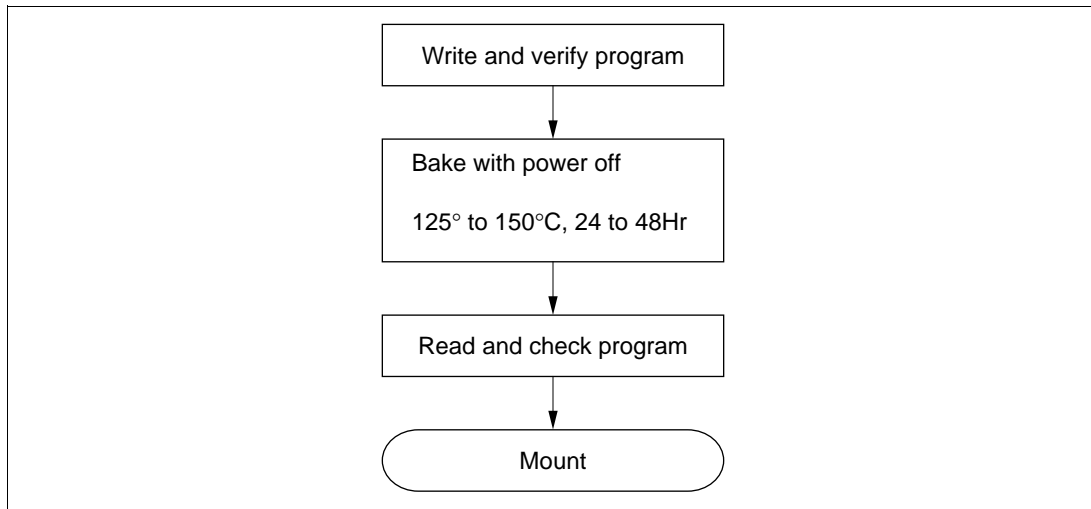 Write and verify program
Bake with power off
125° to 150°C, 24 to 48Hr
Read and check program
Mount